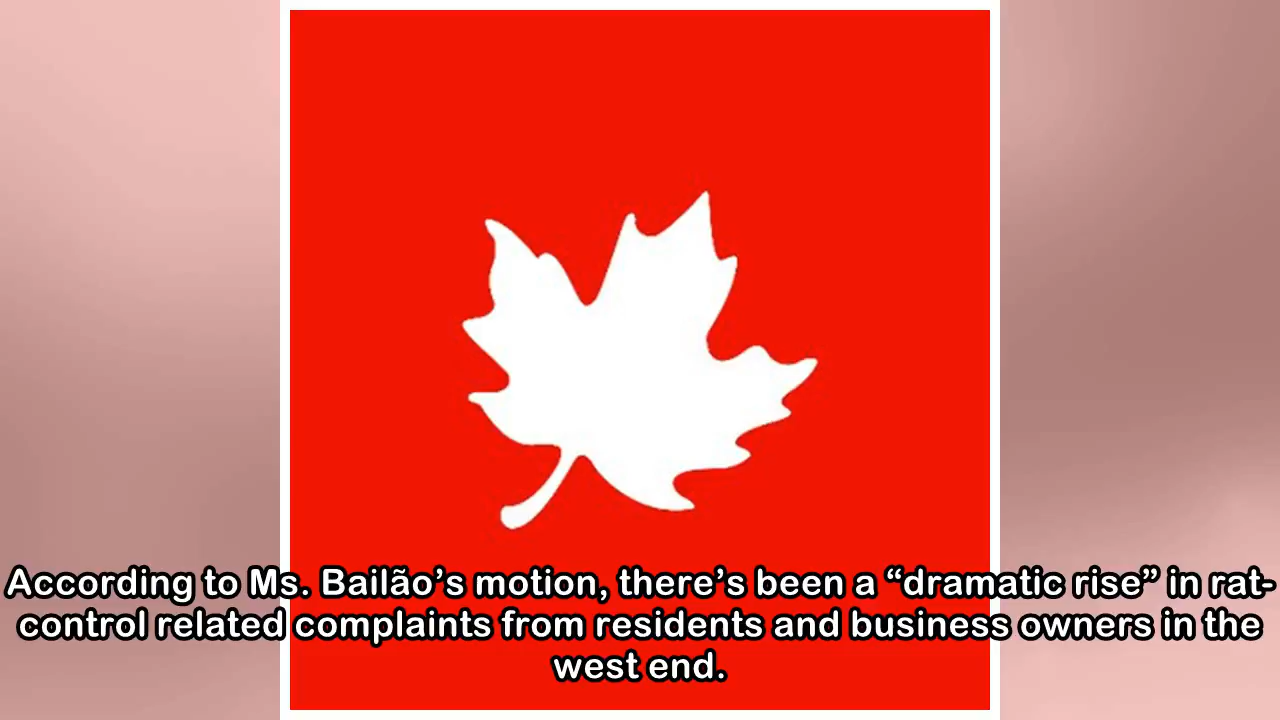 According to Ms. Bailão’s motion, there’s been a “dramatic rise” in rat-
control related complaints from residents and business owners in the
west end.